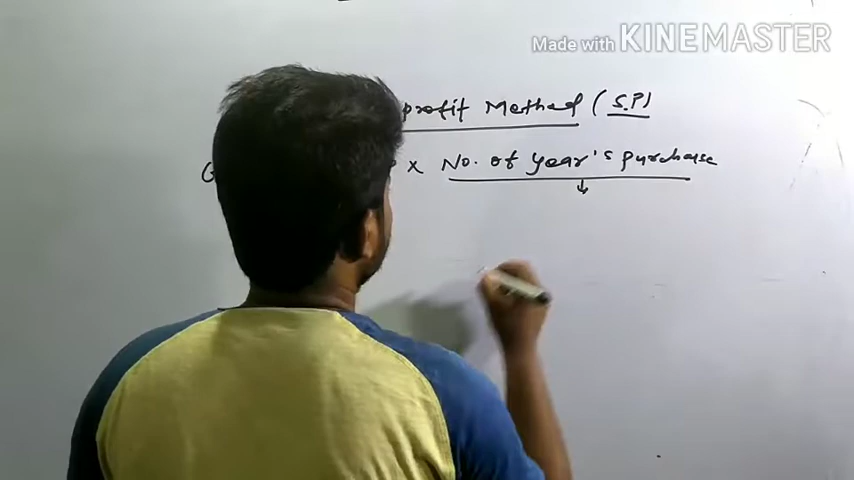 Made with KINEMASTER
profit Method (S.P)
× No. of year's purchase